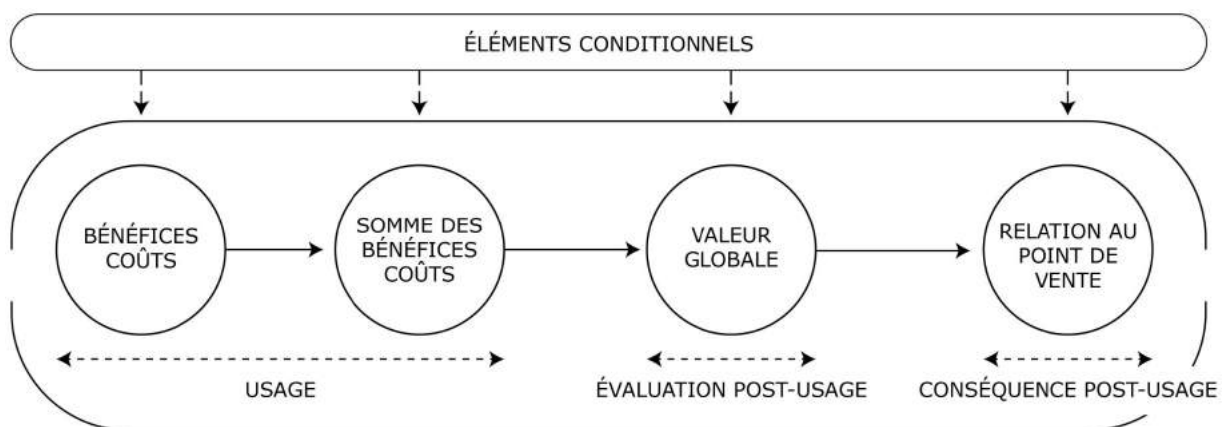 ÉLÉMENTS CONDITIONNELS
BÉNÉFICES
COÛTS
SOMME DES
BÉNÉFICES
COÛTS
VALEUR
GLOBALE
RELATION AU
POINT DE
VENTE
USAGE
ÉVALUATION POST-USAGE
CONSÉQUENCE POST-USAGE